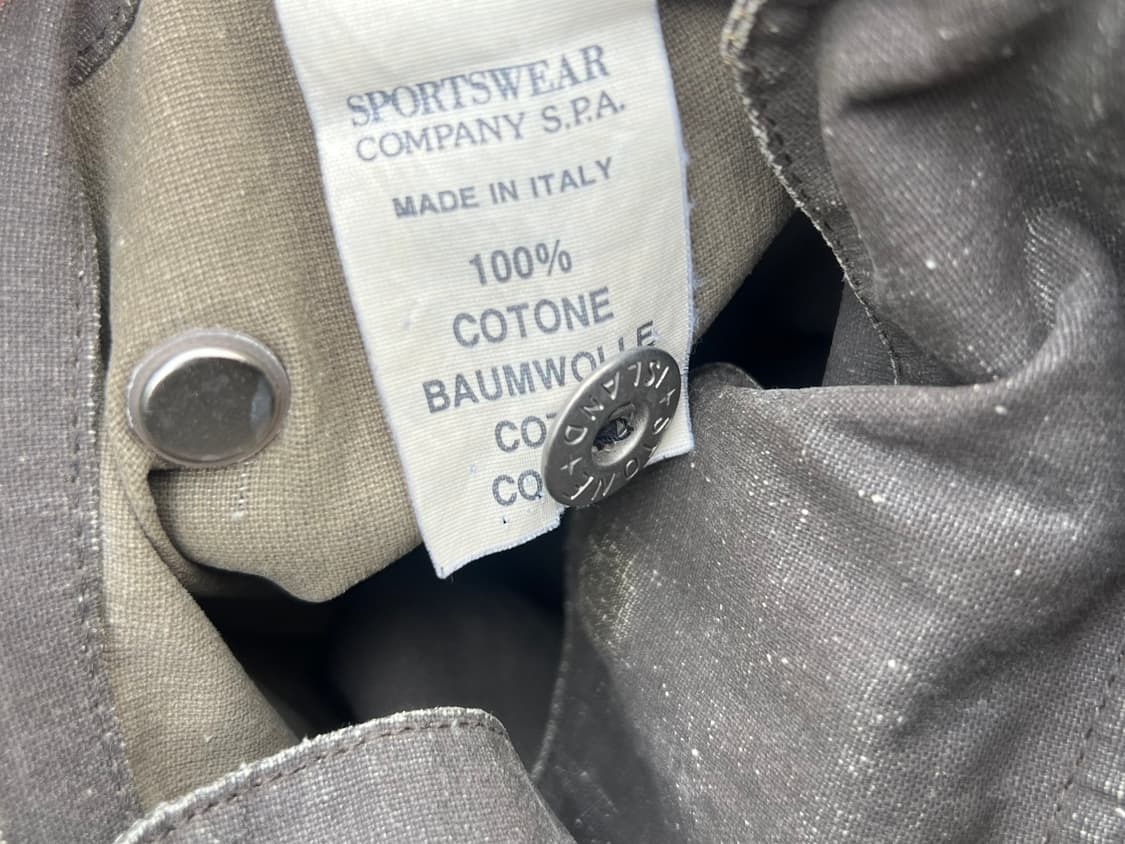 SPORTSWEAR
COMPANY S.P.A.
MADE IN ITALY
100%
COTONE
BAUMWOLLE
ISLAND